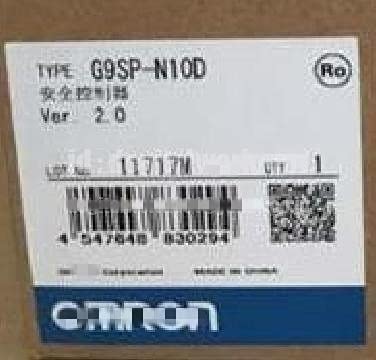 TYPE G9SP-N10D
Ro
安全控制器
Ver 2.0
LOT No. 11717M QTY 1
4 547648 830294
Corporation MADE IN CHINA
omron